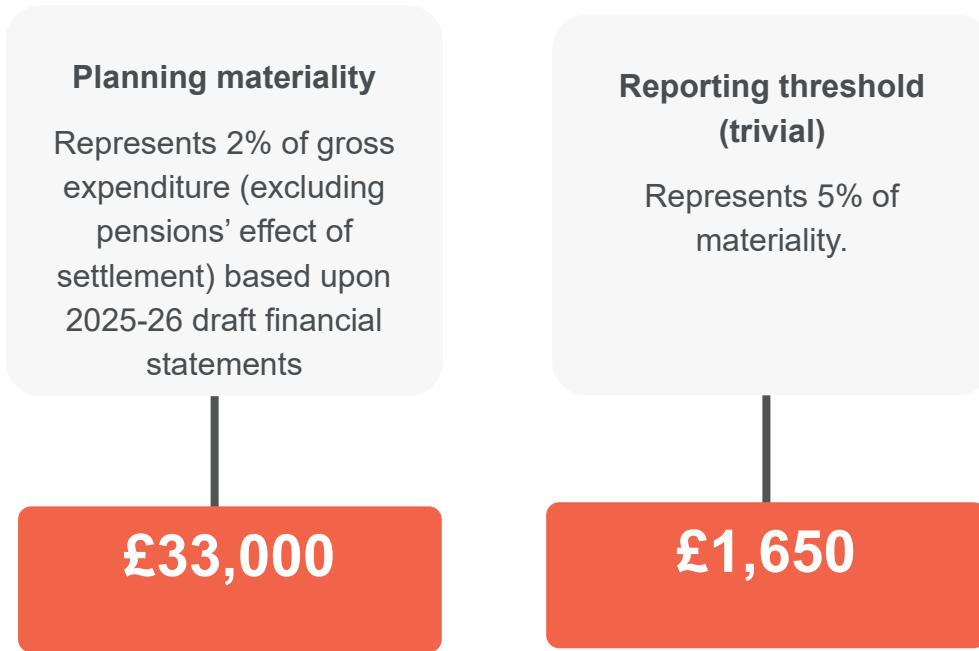 Planning materiality
Represents 2% of gross
expenditure (excluding
pensions’ effect of
settlement) based upon
2025-26 draft financial
statements
£33,000
Reporting threshold
(trivial)
Represents 5% of
materiality.
£1,650